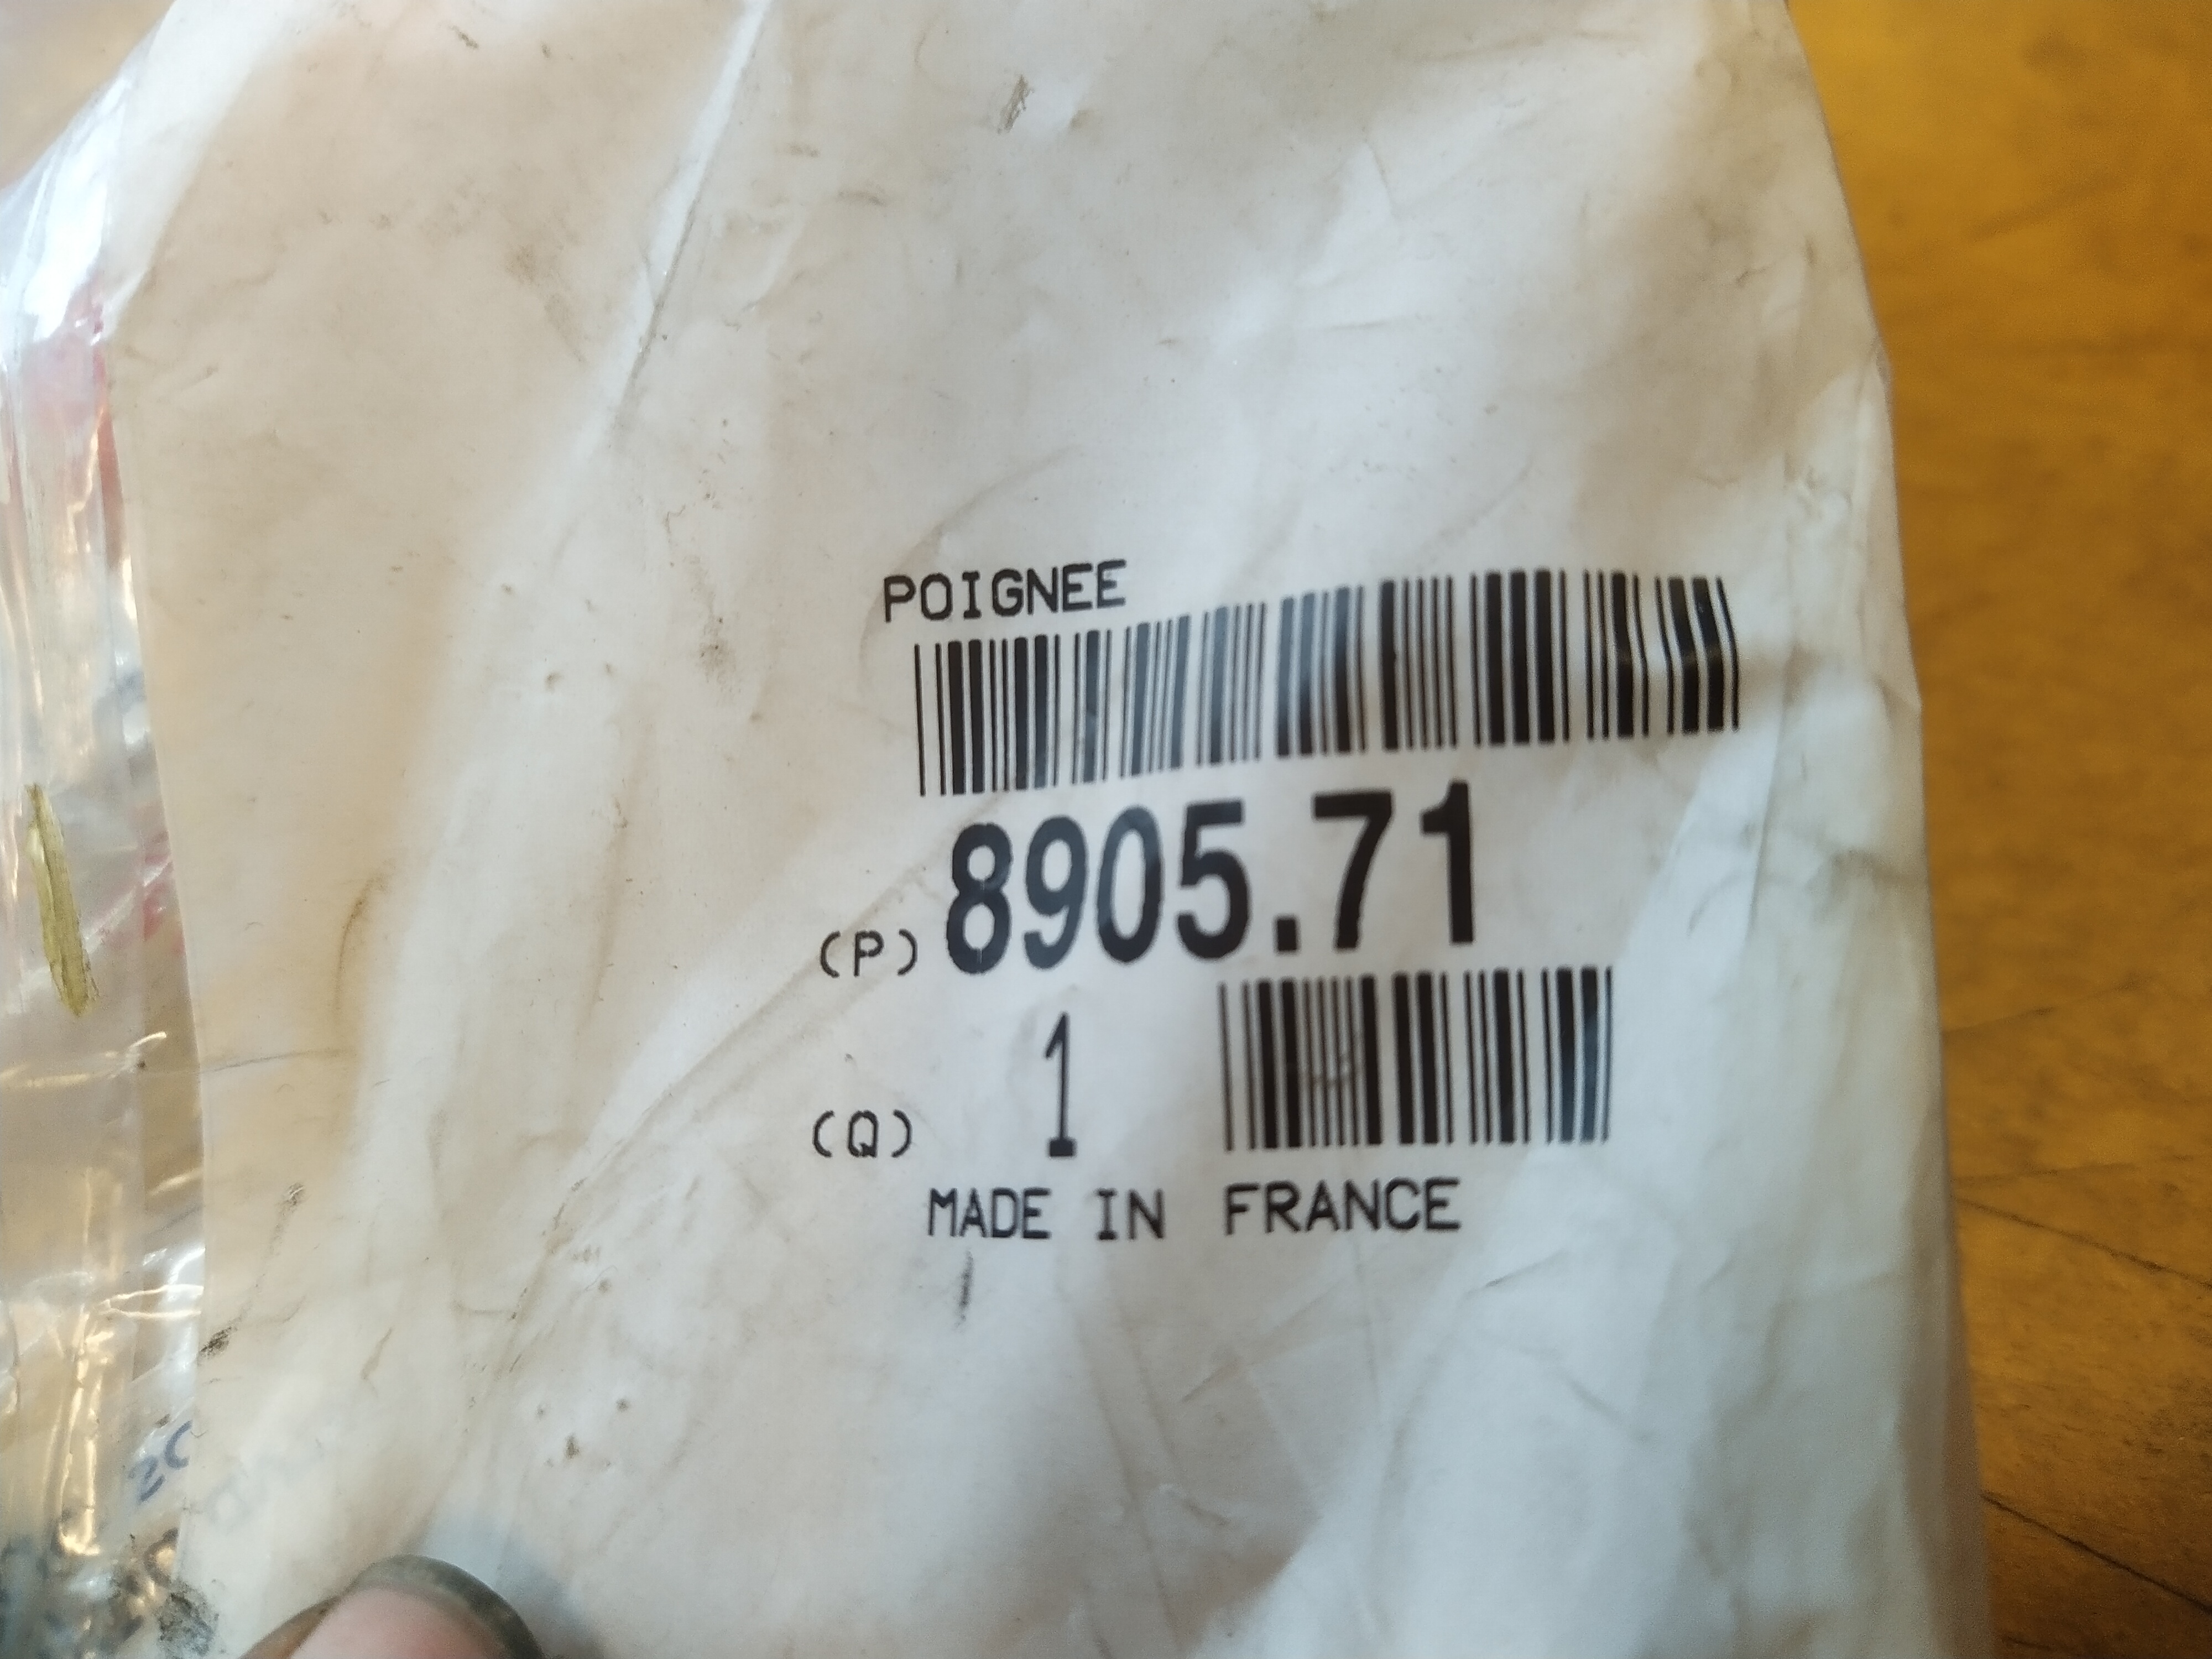 POIGNEE
(P) 8905.71
(Q) 1
MADE IN FRANCE